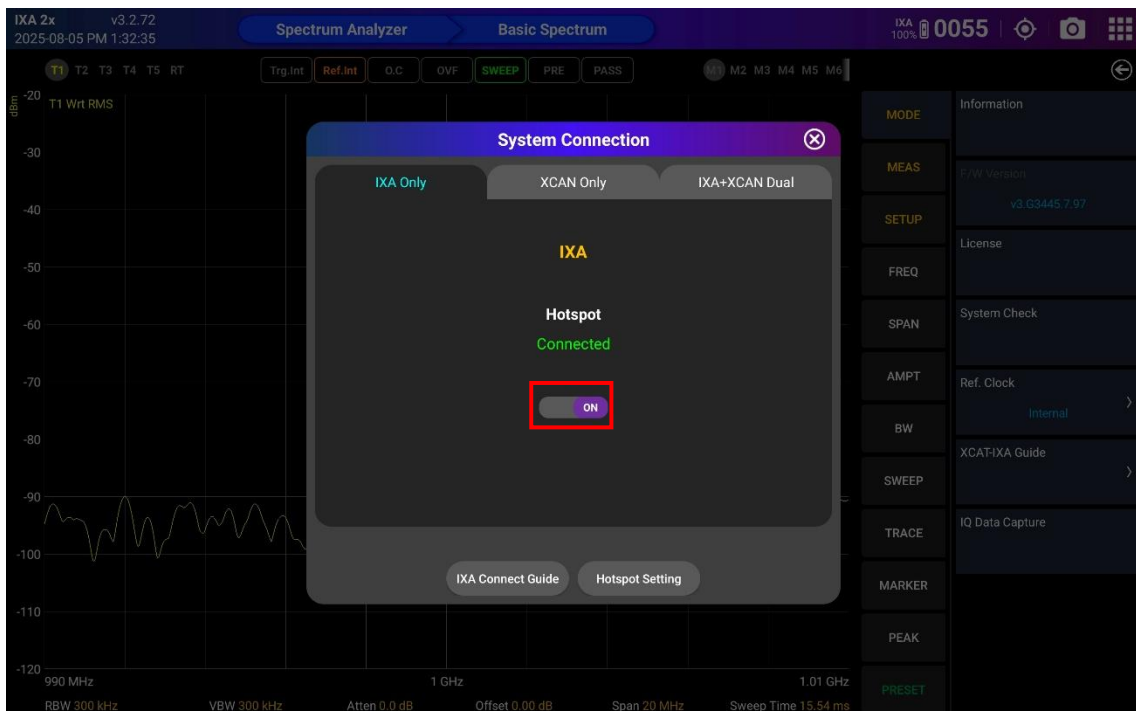 IXA 2x v3.2.72
2025-08-05 PM 1:32:35
Spectrum Analyzer
Basic Spectrum
IXA
100%
0055
T1 T2 T3 T4 T5 RT
Trg.Int Ref.Int O.C OVF SWEEP PRE PASS
M1 M2 M3 M4 M5 M6
dBm
-20
T1 Wrt RMS
-30
-40
-50
-60
-70
-80
-90
-100
-110
-120
990 MHz 1 GHz 1.01 GHz
RBW 300 kHz VBW 300 kHz Atten 0.0 dB Offset 0.00 dB Span 20 MHz Sweep Time 15.54 ms
System Connection
IXA Only
XCAN Only
IXA+XCAN Dual
IXA
Hotspot
Connected
ON
IXA Connect Guide
Hotspot Setting
MODE
MEAS
SETUP
FREQ
SPAN
AMPT
BW
SWEEP
TRACE
MARKER
PEAK
PRESET
Information
F/W Version
v3.G3445.7.97
License
System Check
Ref. Clock
Internal
XCAT-IXA Guide
IQ Data Capture